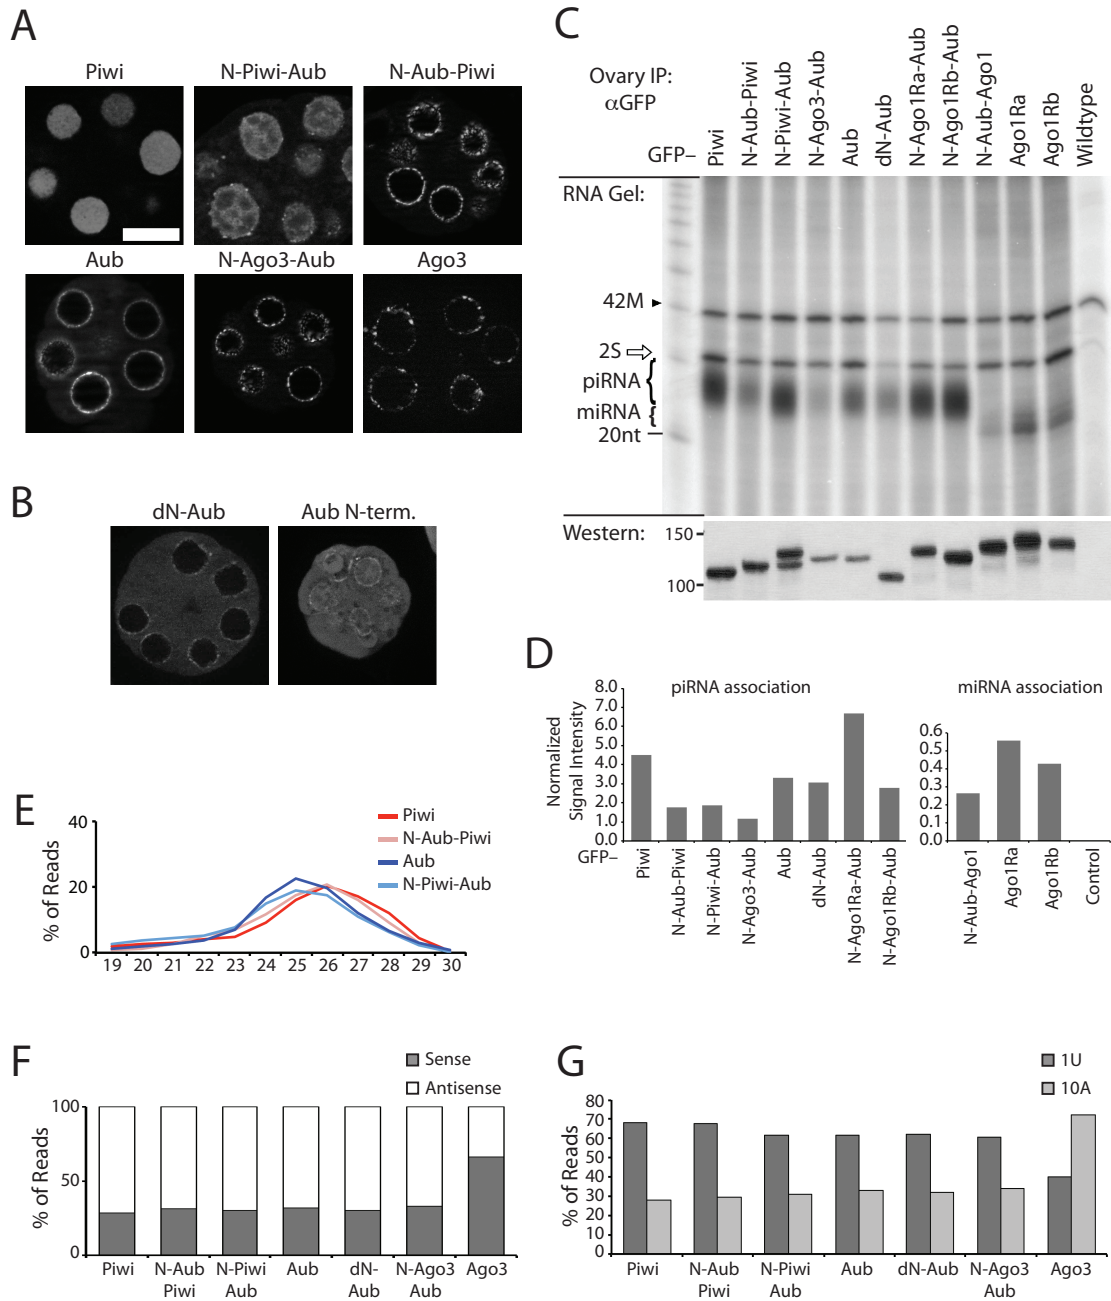 A
Piwi
N-Piwi-Aub
N-Aub-Piwi
Aub
N-Ago3-Aub
Ago3
B
dN-Aub
Aub N-term.
C
Ovary IP:
αGFP
GFP–
Piwi
N-Aub-Piwi
N-Piwi-Aub
N-Ago3-Aub
Aub
dN-Aub
N-Ago1Ra-Aub
N-Ago1Rb-Aub
N-Aub-Ago1
Ago1Ra
Ago1Rb
Wildtype
RNA Gel:
42M
2S
piRNA
miRNA
20nt
Western:
150
100
D
piRNA association
miRNA association
Normalized
Signal Intensity
8.0
7.0
6.0
5.0
4.0
3.0
2.0
1.0
0.0
GFP–
Piwi
N-Aub-Piwi
N-Piwi-Aub
N-Ago3-Aub
Aub
dN-Aub
N-Ago1Ra-Aub
N-Ago1Rb-Aub
0.6
0.5
0.4
0.3
0.2
0.1
0.0
N-Aub-Ago1
Ago1Ra
Ago1Rb
Control
E
% of Reads
40
20
0
Piwi
N-Aub-Piwi
Aub
N-Piwi-Aub
19 20 21 22 23 24 25 26 27 28 29 30
F
Sense
Antisense
% of Reads
100
50
0
Piwi N-Aub N-Piwi Aub dN- N-Ago3 Ago3
Piwi Aub Aub Aub
G
1U
10A
% of Reads
80
70
60
50
40
30
20
10
0
Piwi N-Aub N-Piwi Aub dN-Aub N-Ago3 Ago3
Piwi Aub Aub